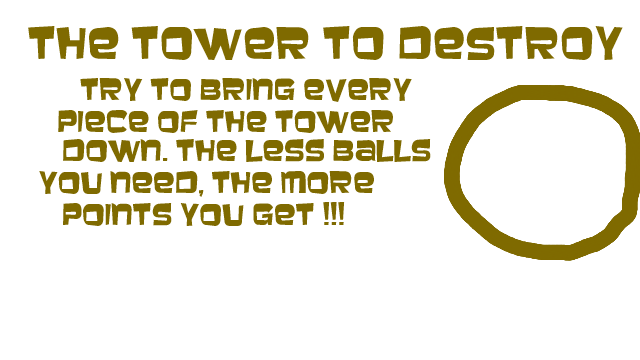 THE TOWER TO DESTROY
TRY TO BRING EVERY
PIECE OF THE TOWER
DOWN. THE LESS BALLS
YOU NEED, THE MORE
POINTS YOU GET !!!